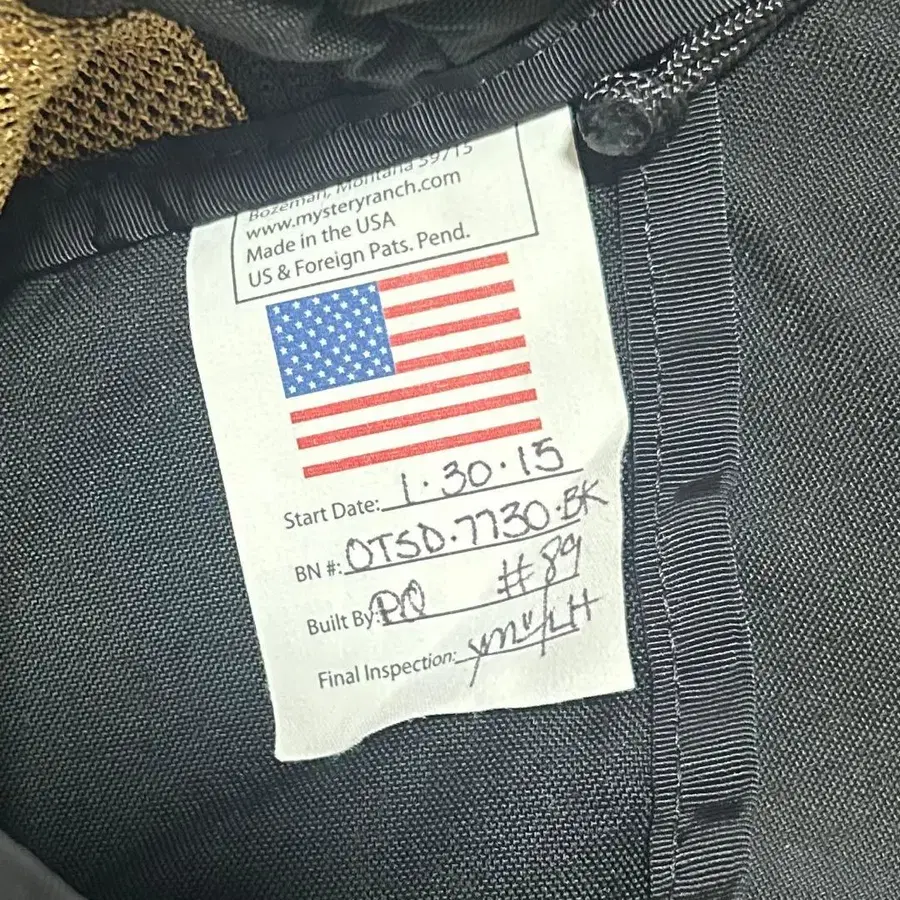 Bozeman, Montana 59715
www.mysteryranch.com
Made in the USA
US & Foreign Pats. Pend.
Start Date: 1.30.15
BN #: OTSD.7730.BK
Built By: PQ #89
Final Inspection: